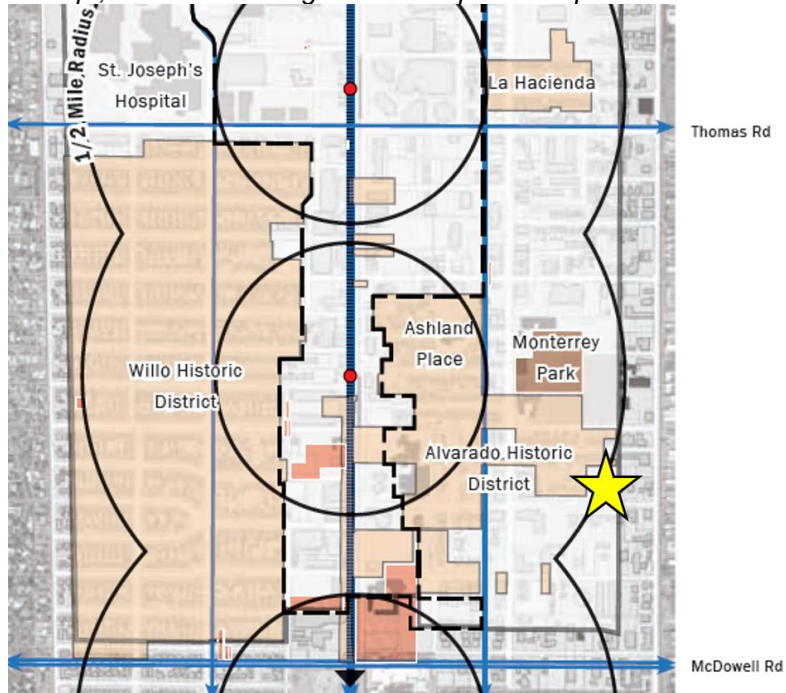 1/2 Mile Radius
St. Joseph's
Hospital
La Hacienda
Thomas Rd
Ashland
Place
Monterrey
Park
Willo Historic
District
Alvarado Historic
District
McDowell Rd